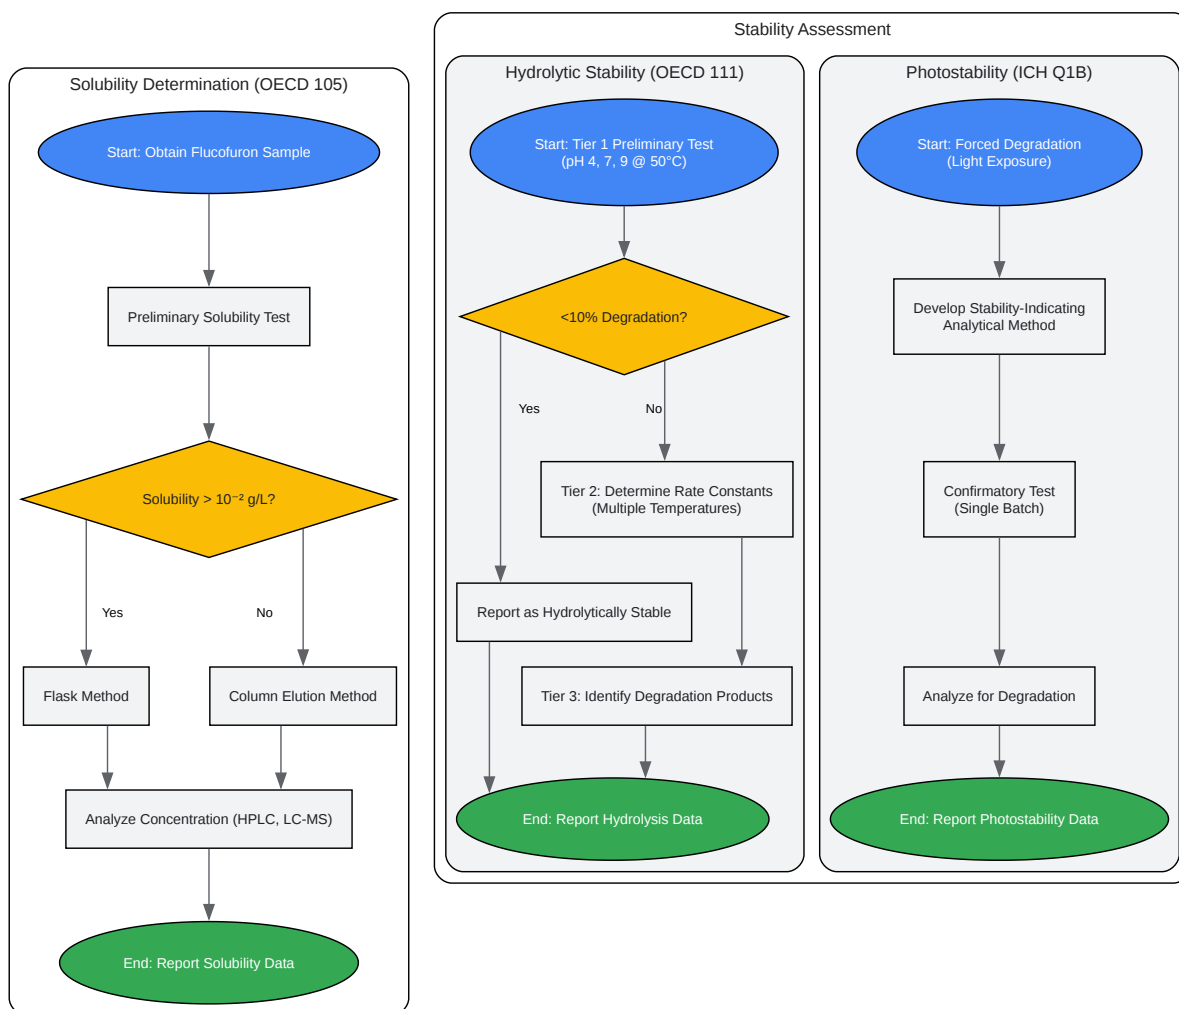 Solubility Determination (OECD 105)
Start: Obtain Flucofuron Sample
Preliminary Solubility Test
Solubility > 10⁻² g/L?
Yes
No
Flask Method
Column Elution Method
Analyze Concentration (HPLC, LC-MS)
End: Report Solubility Data
Stability Assessment
Hydrolytic Stability (OECD 111)
Start: Tier 1 Preliminary Test
(pH 4, 7, 9 @ 50°C)
<10% Degradation?
Yes
No
Tier 2: Determine Rate Constants
(Multiple Temperatures)
Report as Hydrolytically Stable
Tier 3: Identify Degradation Products
End: Report Hydrolysis Data
Photostability (ICH Q1B)
Start: Forced Degradation
(Light Exposure)
Develop Stability-Indicating
Analytical Method
Confirmatory Test
(Single Batch)
Analyze for Degradation
End: Report Photostability Data